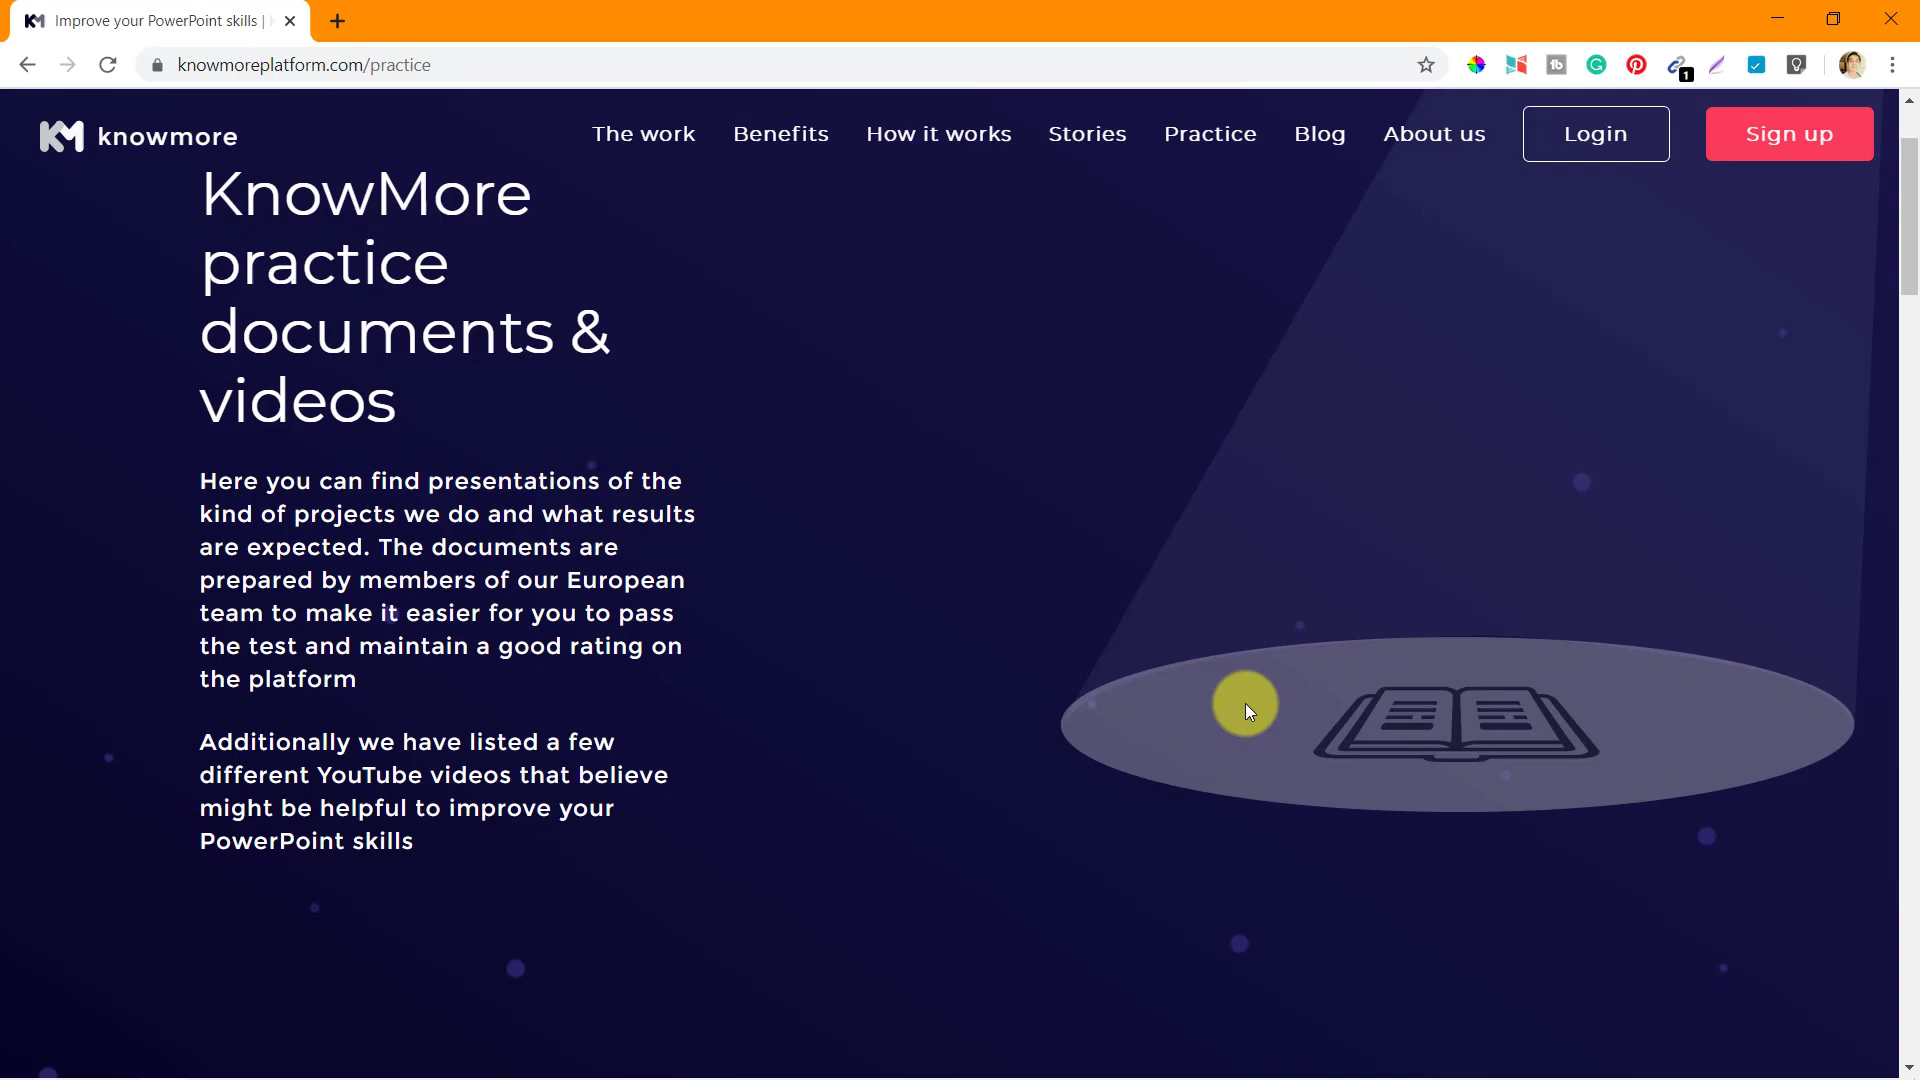 Improve your PowerPoint skills |
knowmoreplatform.com/practice
1
KM knowmore
The work
Benefits
How it works
Stories
Practice
Blog
About us
Login
Sign up
KnowMore
practice
documents &
videos
Here you can find presentations of the
kind of projects we do and what results
are expected. The documents are
prepared by members of our European
team to make it easier for you to pass
the test and maintain a good rating on
the platform
Additionally we have listed a few
different YouTube videos that believe
might be helpful to improve your
PowerPoint skills